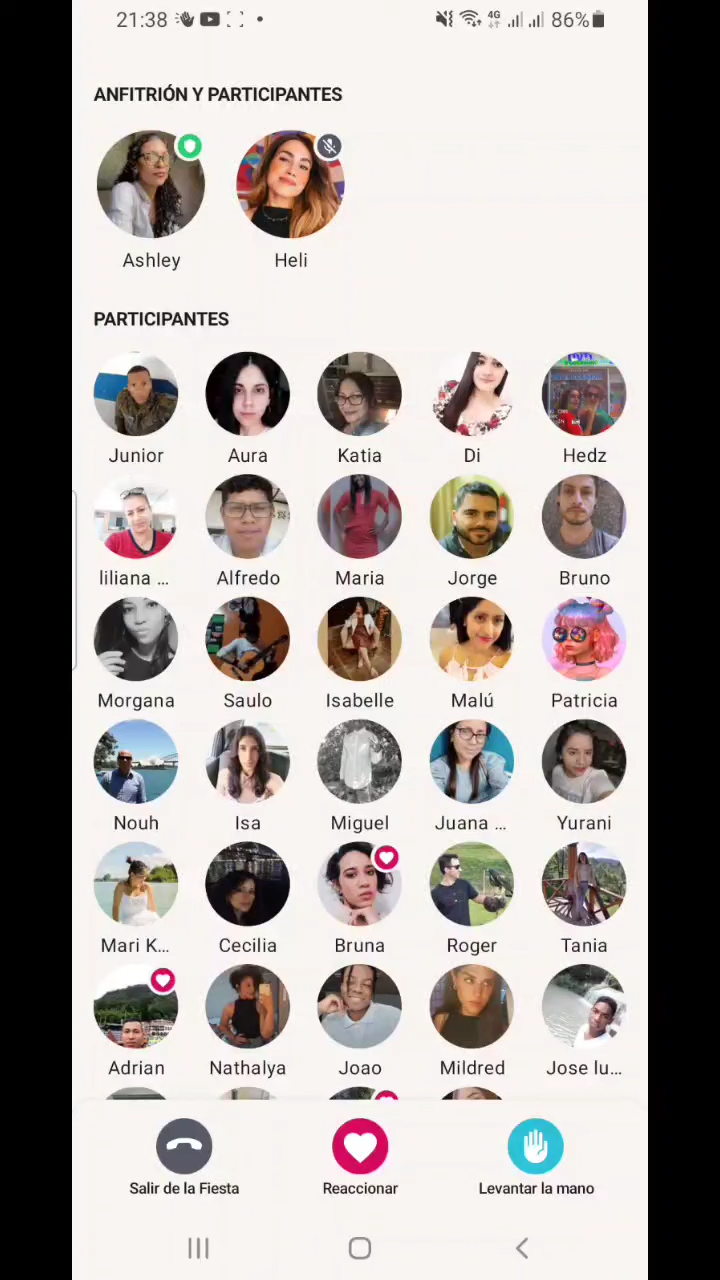 21:38
4G
86%
ANFITRIÓN Y PARTICIPANTES
Ashley Heli
PARTICIPANTES
Junior Aura Katia Di Hedz
liliana ... Alfredo Maria Jorge Bruno
Morgana Saulo Isabelle Malú Patricia
Nouh Isa Miguel Juana ... Yurani
Mari K... Cecilia Bruna Roger Tania
Adrian Nathalya Joao Mildred Jose lu...
Salir de la Fiesta Reaccionar Levantar la mano